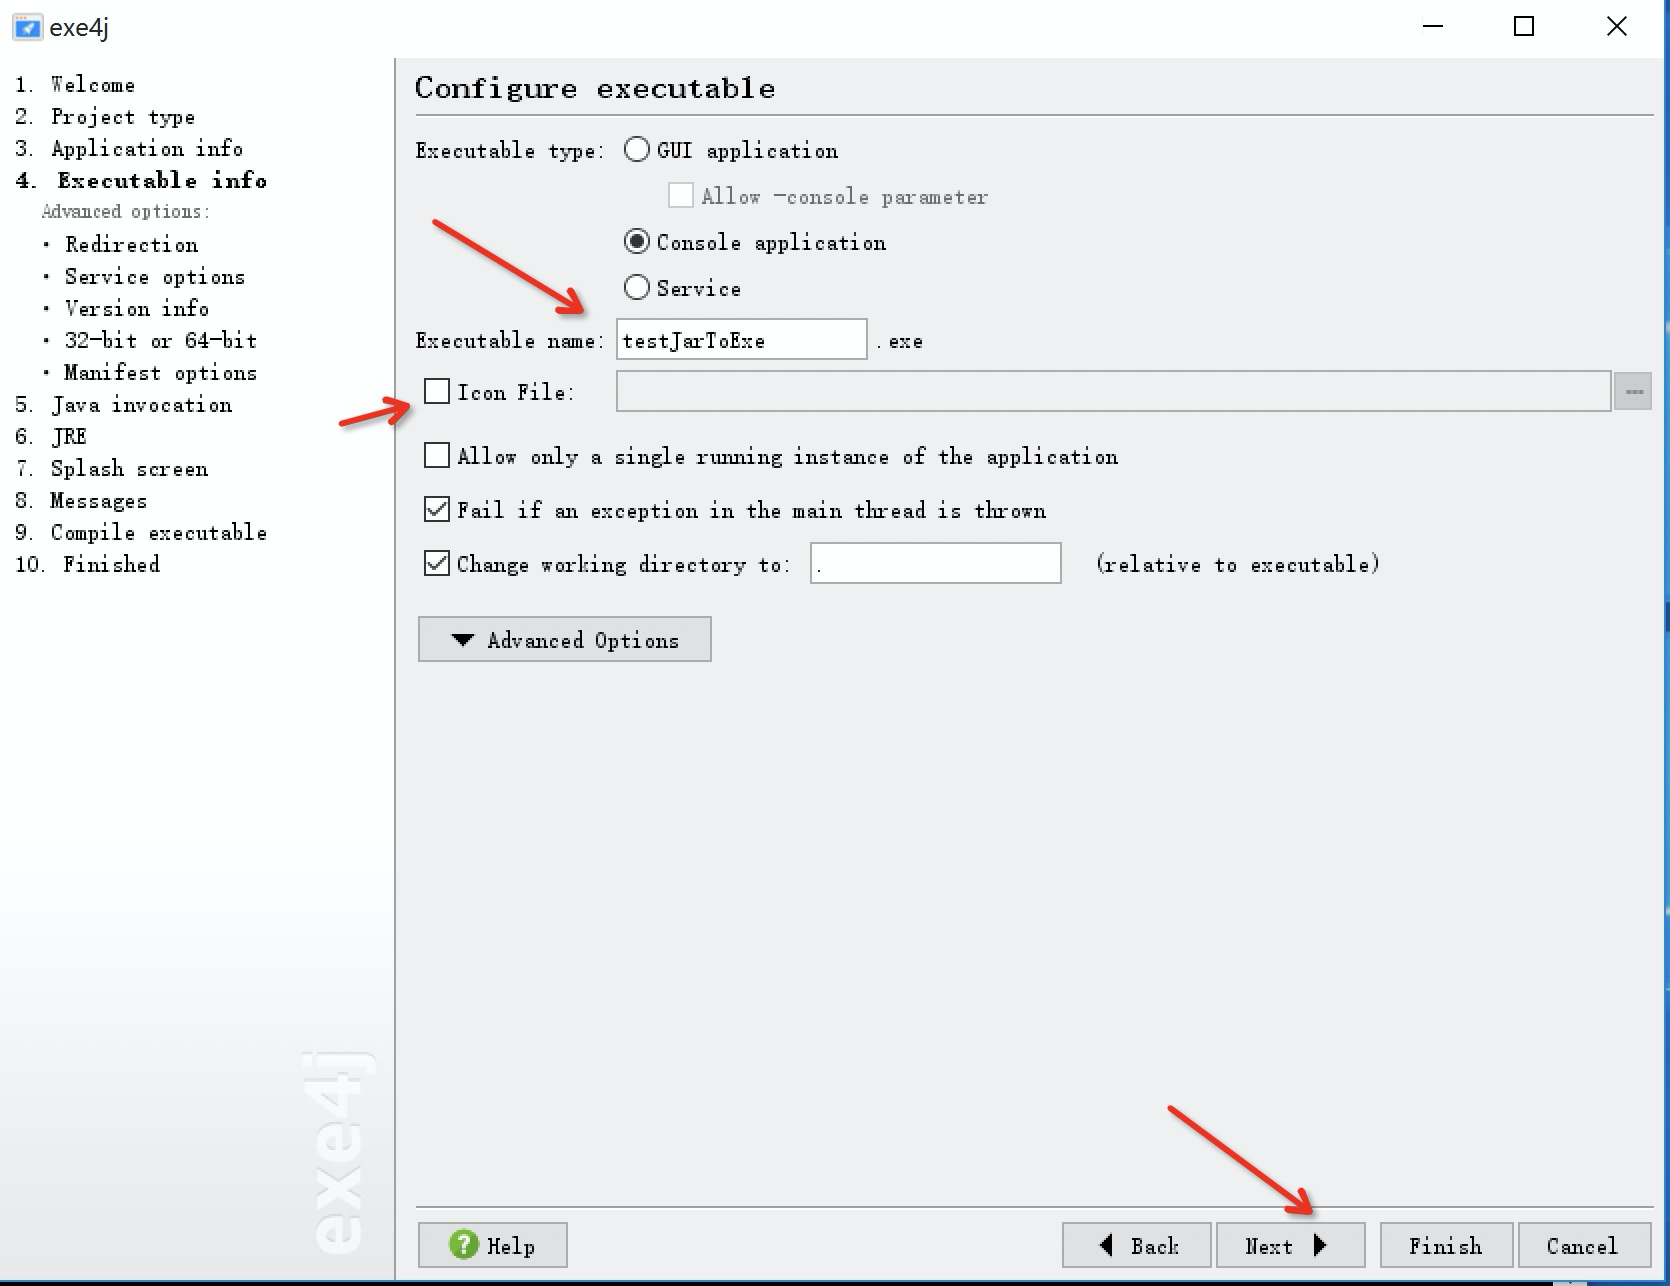 exe4j
1. Welcome
2. Project type
3. Application info
4. Executable info
Advanced options:
· Redirection
· Service options
· Version info
· 32-bit or 64-bit
· Manifest options
5. Java invocation
6. JRE
7. Splash screen
8. Messages
9. Compile executable
10. Finished
exe4j
Configure executable
Executable type: GUI application
Allow -console parameter
Console application
Service
Executable name: testJarToExe .exe
Icon File: ...
Allow only a single running instance of the application
Fail if an exception in the main thread is thrown
Change working directory to: . (relative to executable)
Advanced Options
? Help
Back Next Finish Cancel